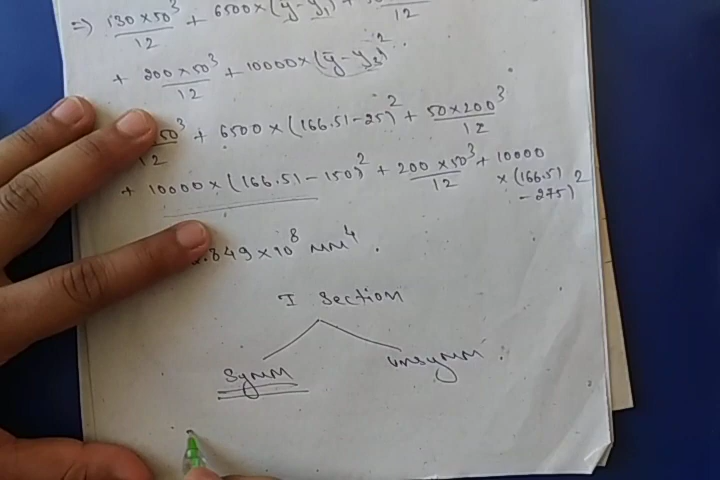 => 130×50³/12 + 6500×(ȳ-y₁)
+ 200×50³/12 + 10000×(ȳ-y₃)².
50³/12 + 6500×(166.51-25)² + 50×200³/12
+ 10000×(166.51-150)² + 200×50³/12 + 10000
×(166.51
-275)²
.849×10⁸ mm⁴.
I section
Symm
unsymm.